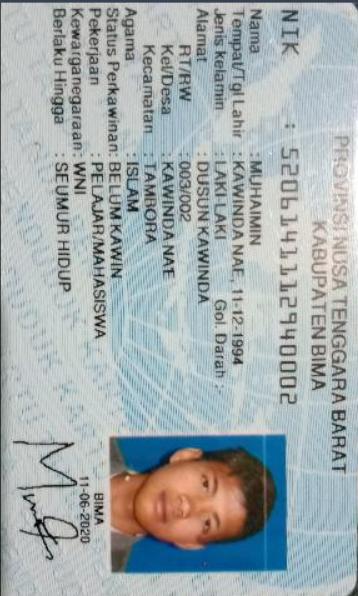 PROVINSI NUSA TENGGARA BARAT
KABUPATEN BIMA
NIK : 5206141112940002
Nama : MUHAIMIN
Tempat/Tgl Lahir : KAWINDA NAE, 11-12-1994
Jenis kelamin : LAKI-LAKI Gol. Darah :-
Alamat : DUSUN KAWINDA
RT/RW : 003/002
Kel/Desa : KAWINDA NA'E
Kecamatan : TAMBORA
Agama : ISLAM
Status Perkawinan: BELUM KAWIN
Pekerjaan : PELAJAR/MAHASISWA
Kewarganegaraan: WNI
Berlaku Hingga : SEUMUR HIDUP
BIMA
11-06-2020